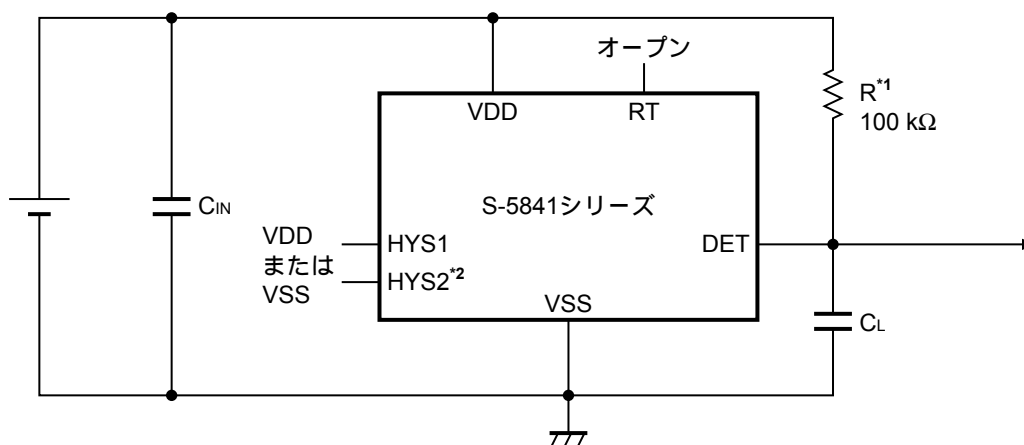 オープン
VDD
RT
R*1
100 kΩ
S-5841シリーズ
CIN
VDD
または
VSS
HYS1
HYS2*2
DET
VSS
CL